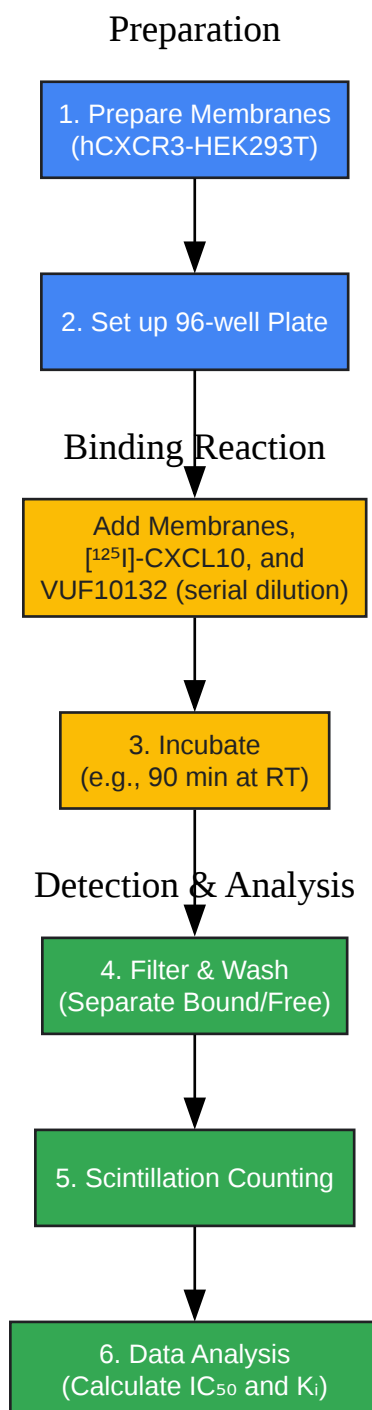 Preparation
1. Prepare Membranes
(hCXCR3-HEK293T)
2. Set up 96-well Plate
Binding Reaction
Add Membranes,
[¹²⁵I]-CXCL10, and
VUF10132 (serial dilution)
3. Incubate
(e.g., 90 min at RT)
Detection & Analysis
4. Filter & Wash
(Separate Bound/Free)
5. Scintillation Counting
6. Data Analysis
(Calculate IC₅₀ and Kᵢ)